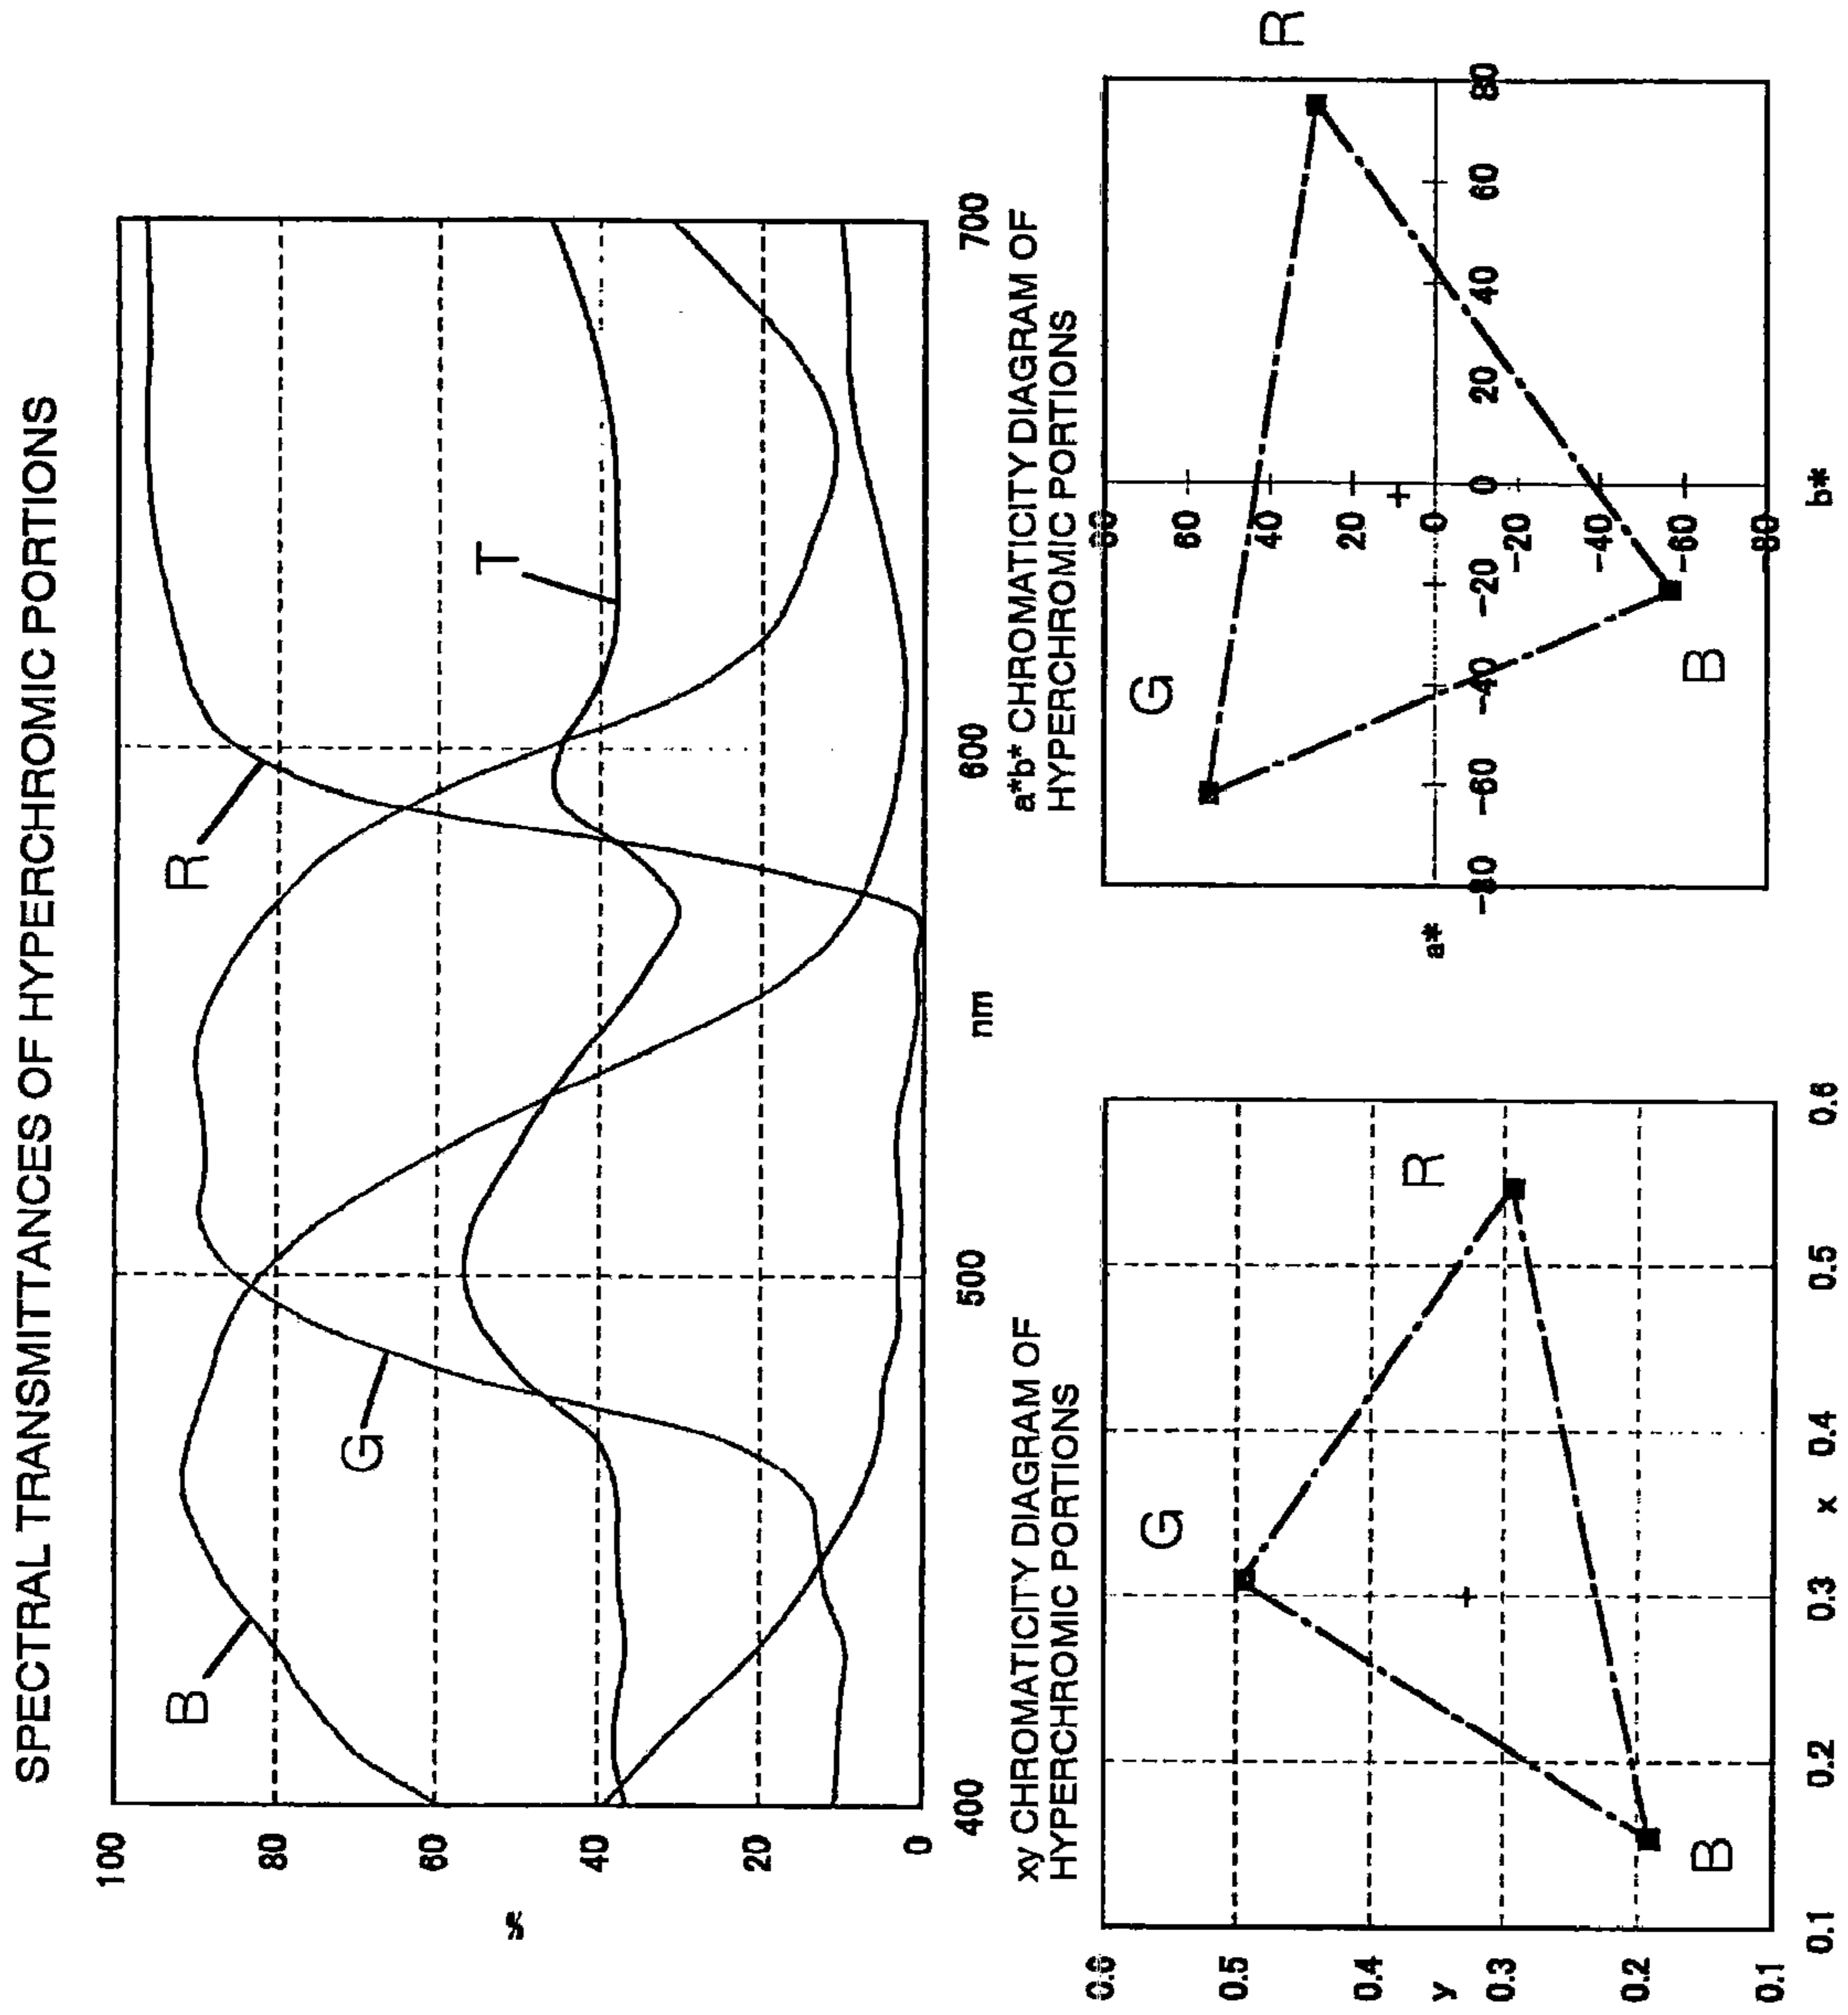 SPECTRAL TRANSMITTANCES OF HYPERCHROMIC PORTIONS
100
80
60
40
20
0
%
B
G
R
T
400
500
nm
600
700
xy CHROMATICITY DIAGRAM OF
HYPERCHROMIC PORTIONS
0.6
0.5
y
0.4
0.3
0.2
0.1
G
R
B
0.1
0.2
0.3
x
0.4
0.5
0.6
a*b* CHROMATICITY DIAGRAM OF
HYPERCHROMIC PORTIONS
80
60
40
20
0
-20
-40
-60
-80
G
R
B
a*
-80
-60
-40
-20
0
20
40
60
80
b*